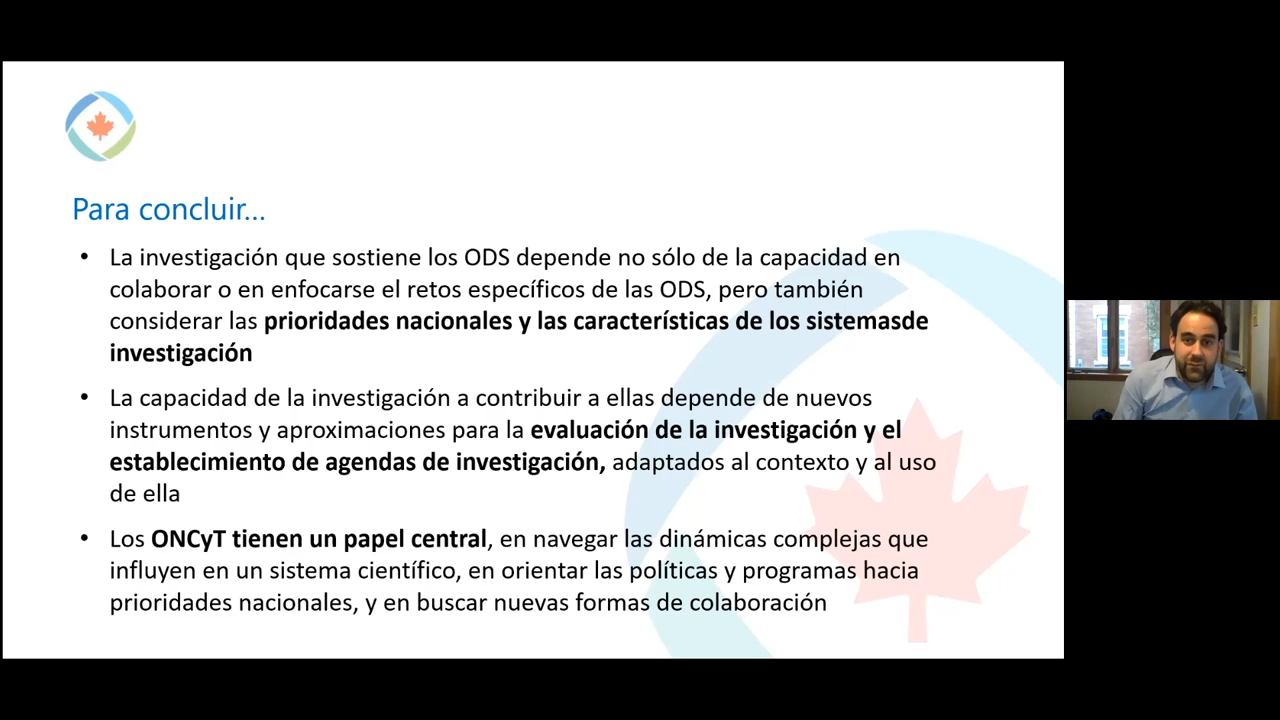 Para concluir...
• La investigación que sostiene los ODS depende no sólo de la capacidad en
colaborar o en enfocarse el retos específicos de las ODS, pero también
considerar las prioridades nacionales y las características de los sistemasde
investigación
• La capacidad de la investigación a contribuir a ellas depende de nuevos
instrumentos y aproximaciones para la evaluación de la investigación y el
establecimiento de agendas de investigación, adaptados al contexto y al uso
de ella
• Los ONCyT tienen un papel central, en navegar las dinámicas complejas que
influyen en un sistema científico, en orientar las políticas y programas hacia
prioridades nacionales, y en buscar nuevas formas de colaboración